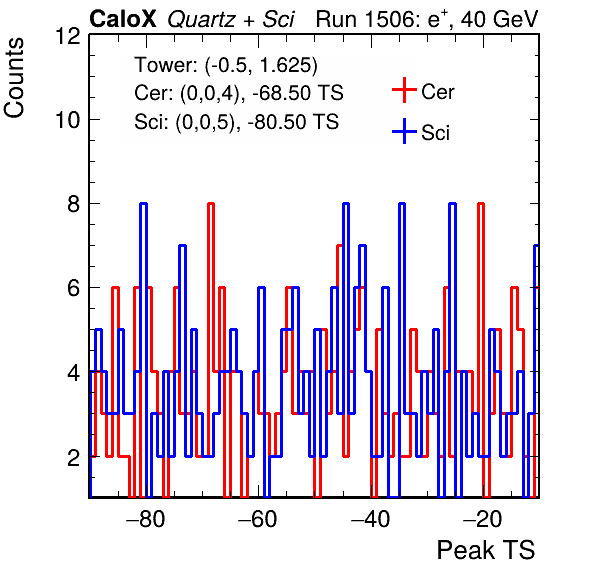 CaloX Quartz + Sci Run 1506: e+, 40 GeV
Counts
12
10
8
6
4
2
Tower: (-0.5, 1.625)
Cer: (0,0,4), -68.50 TS
Sci: (0,0,5), -80.50 TS
Cer
Sci
−80 −60 −40 −20
Peak TS